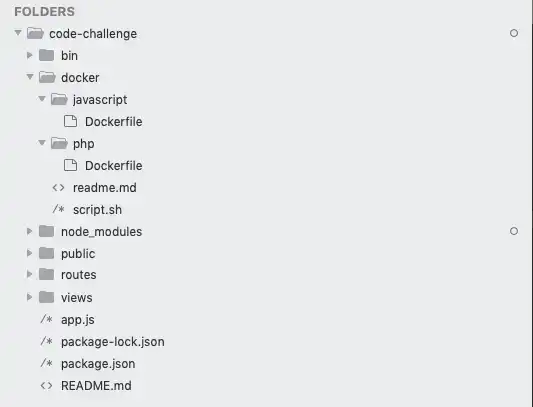 FOLDERS
code-challenge
bin
docker
javascript
Dockerfile
php
Dockerfile
<> readme.md
/* script.sh
node_modules
public
routes
views
/* app.js
/* package-lock.json
/* package.json
<> README.md